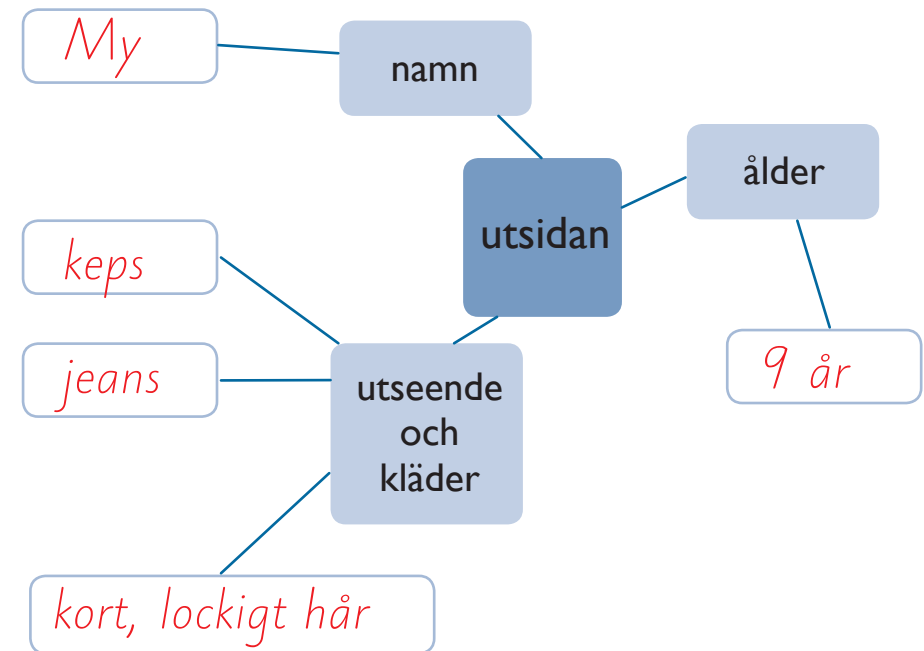 My
namn
ålder
utsidan
keps
jeans
9 år
utseende
och
kläder
kort, lockigt hår